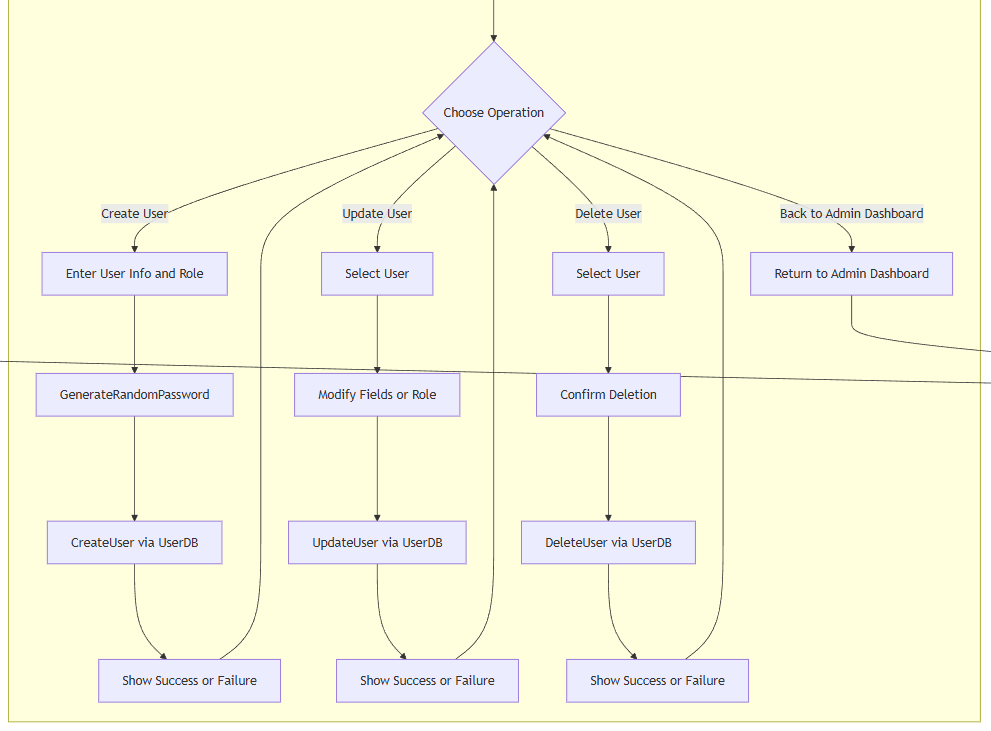 Choose Operation
Create User
Update User
Delete User
Back to Admin Dashboard
Enter User Info and Role
Select User
Select User
Return to Admin Dashboard
GenerateRandomPassword
Modify Fields or Role
Confirm Deletion
CreateUser via UserDB
UpdateUser via UserDB
DeleteUser via UserDB
Show Success or Failure
Show Success or Failure
Show Success or Failure